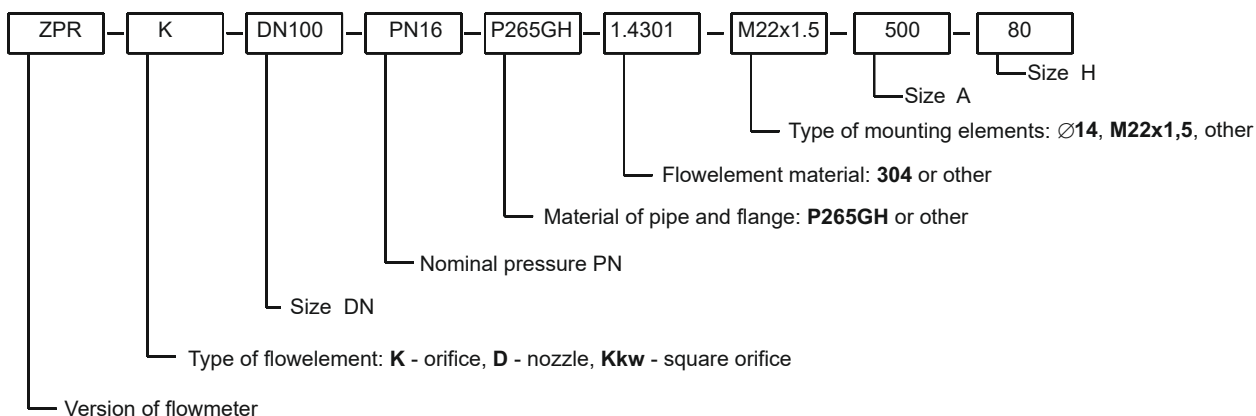 ZPR - K - DN100 - PN16 - P265GH - 1.4301 - M22x1.5 - 500 - 80
Size H
Size A
Type of mounting elements: ∅14, M22x1,5, other
Flowelement material: 304 or other
Material of pipe and flange: P265GH or other
Nominal pressure PN
Size DN
Type of flowelement: K - orifice, D - nozzle, Kkw - square orifice
Version of flowmeter